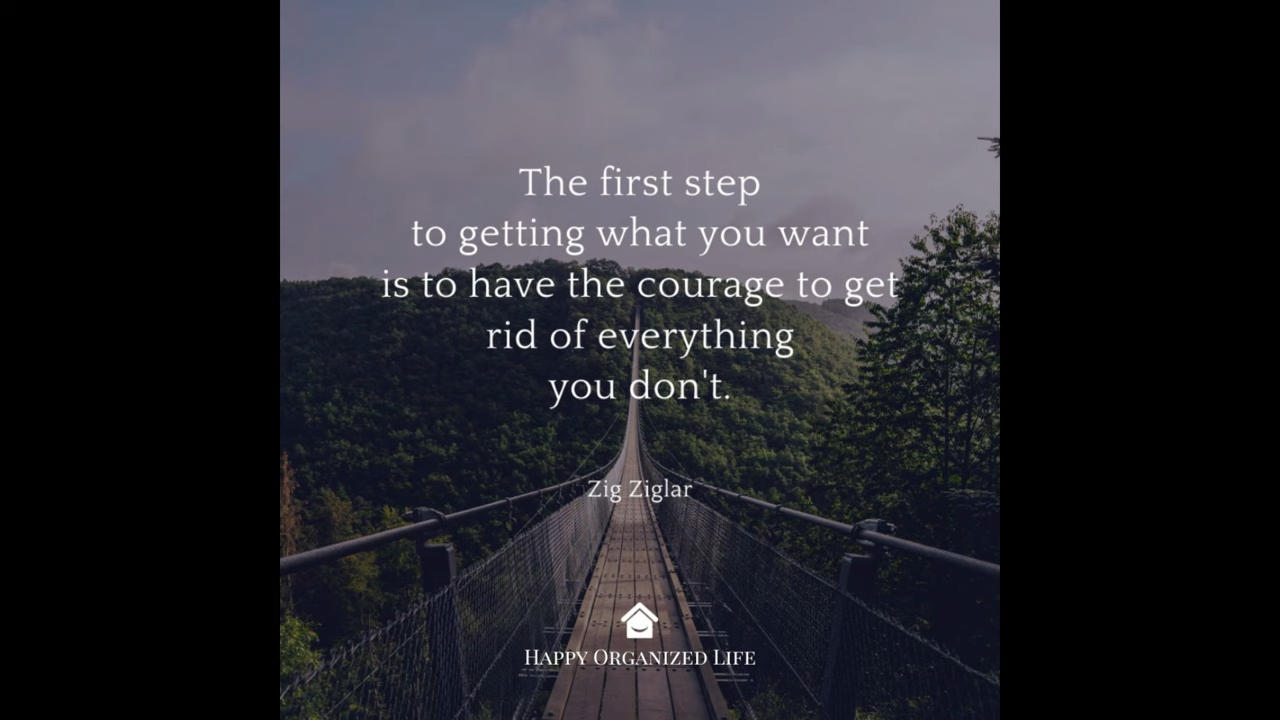 The first step
to getting what you want
is to have the courage to get
rid of everything
you don't.
Zig Ziglar
Happy Organized Life